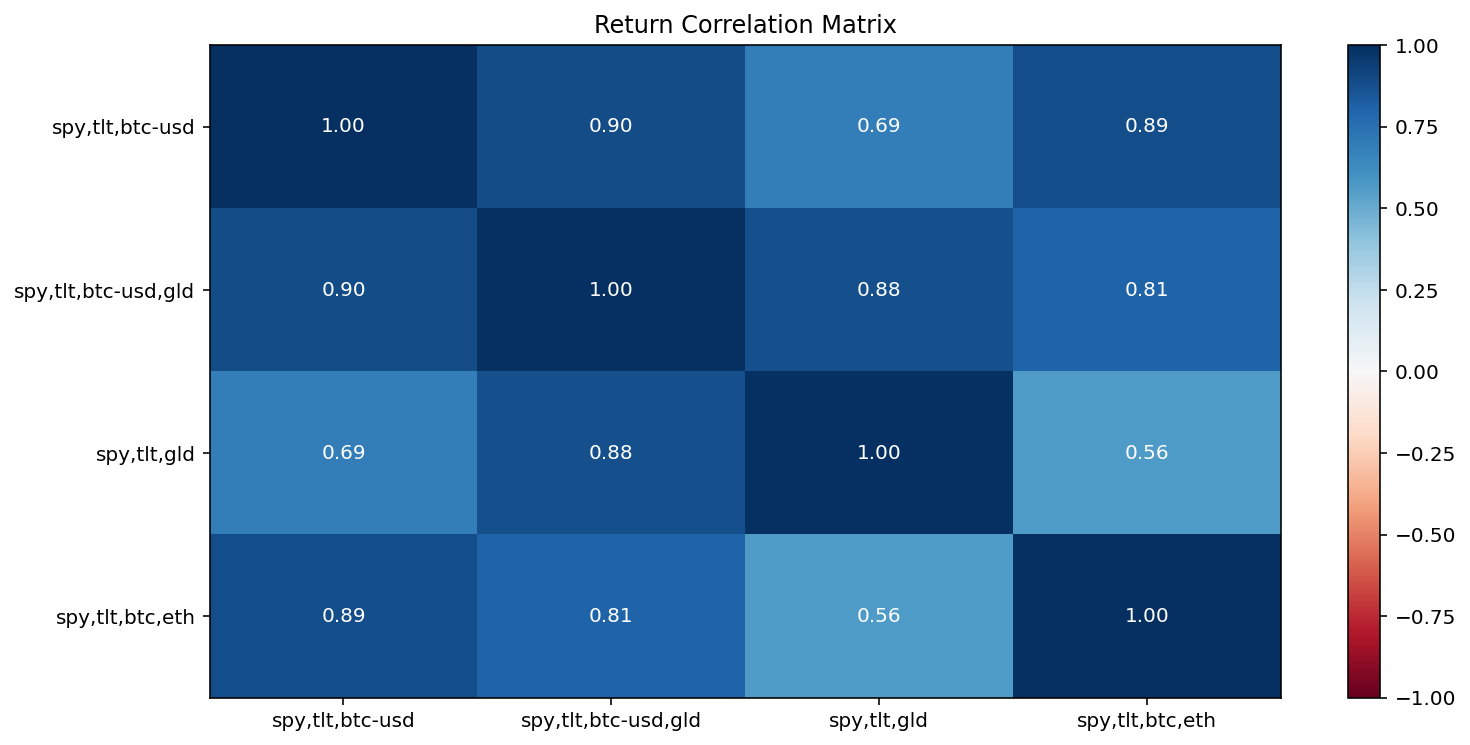 Return Correlation Matrix
spy,tlt,btc-usd
1.00 0.90 0.69 0.89
spy,tlt,btc-usd,gld
0.90 1.00 0.88 0.81
spy,tlt,gld
0.69 0.88 1.00 0.56
spy,tlt,btc,eth
0.89 0.81 0.56 1.00
spy,tlt,btc-usd
spy,tlt,btc-usd,gld
spy,tlt,gld
spy,tlt,btc,eth
1.00
0.75
0.50
0.25
0.00
−0.25
−0.50
−0.75
−1.00